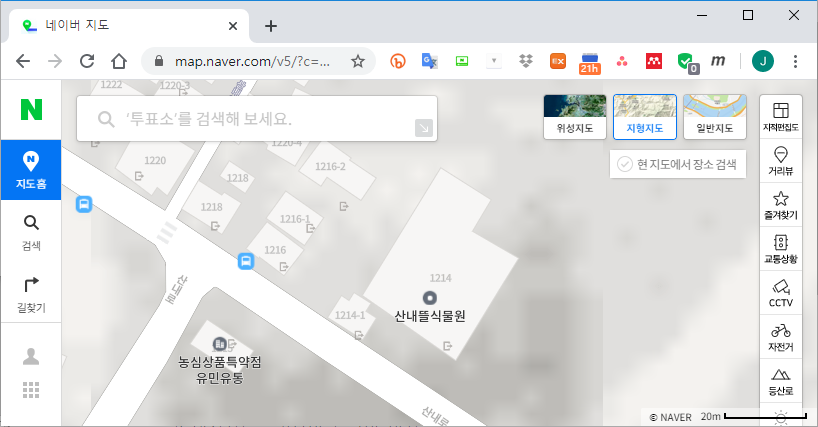 네이버 지도
map.naver.com/v5/?c=...
21h
0
m
J
N
지도홈
검색
길찾기
'투표소'를 검색해 보세요.
위성지도
지형지도
일반지도
현 지도에서 장소 검색
지적편집도
거리뷰
즐겨찾기
교통상황
CCTV
자전거
등산로
1222
1220-3
1220
1220-4
1216-2
1218
1218
1216-1
1216
1214
산내뜰식물원
1214-1
농심상품특약점
유민유통
산내로
© NAVER
20m